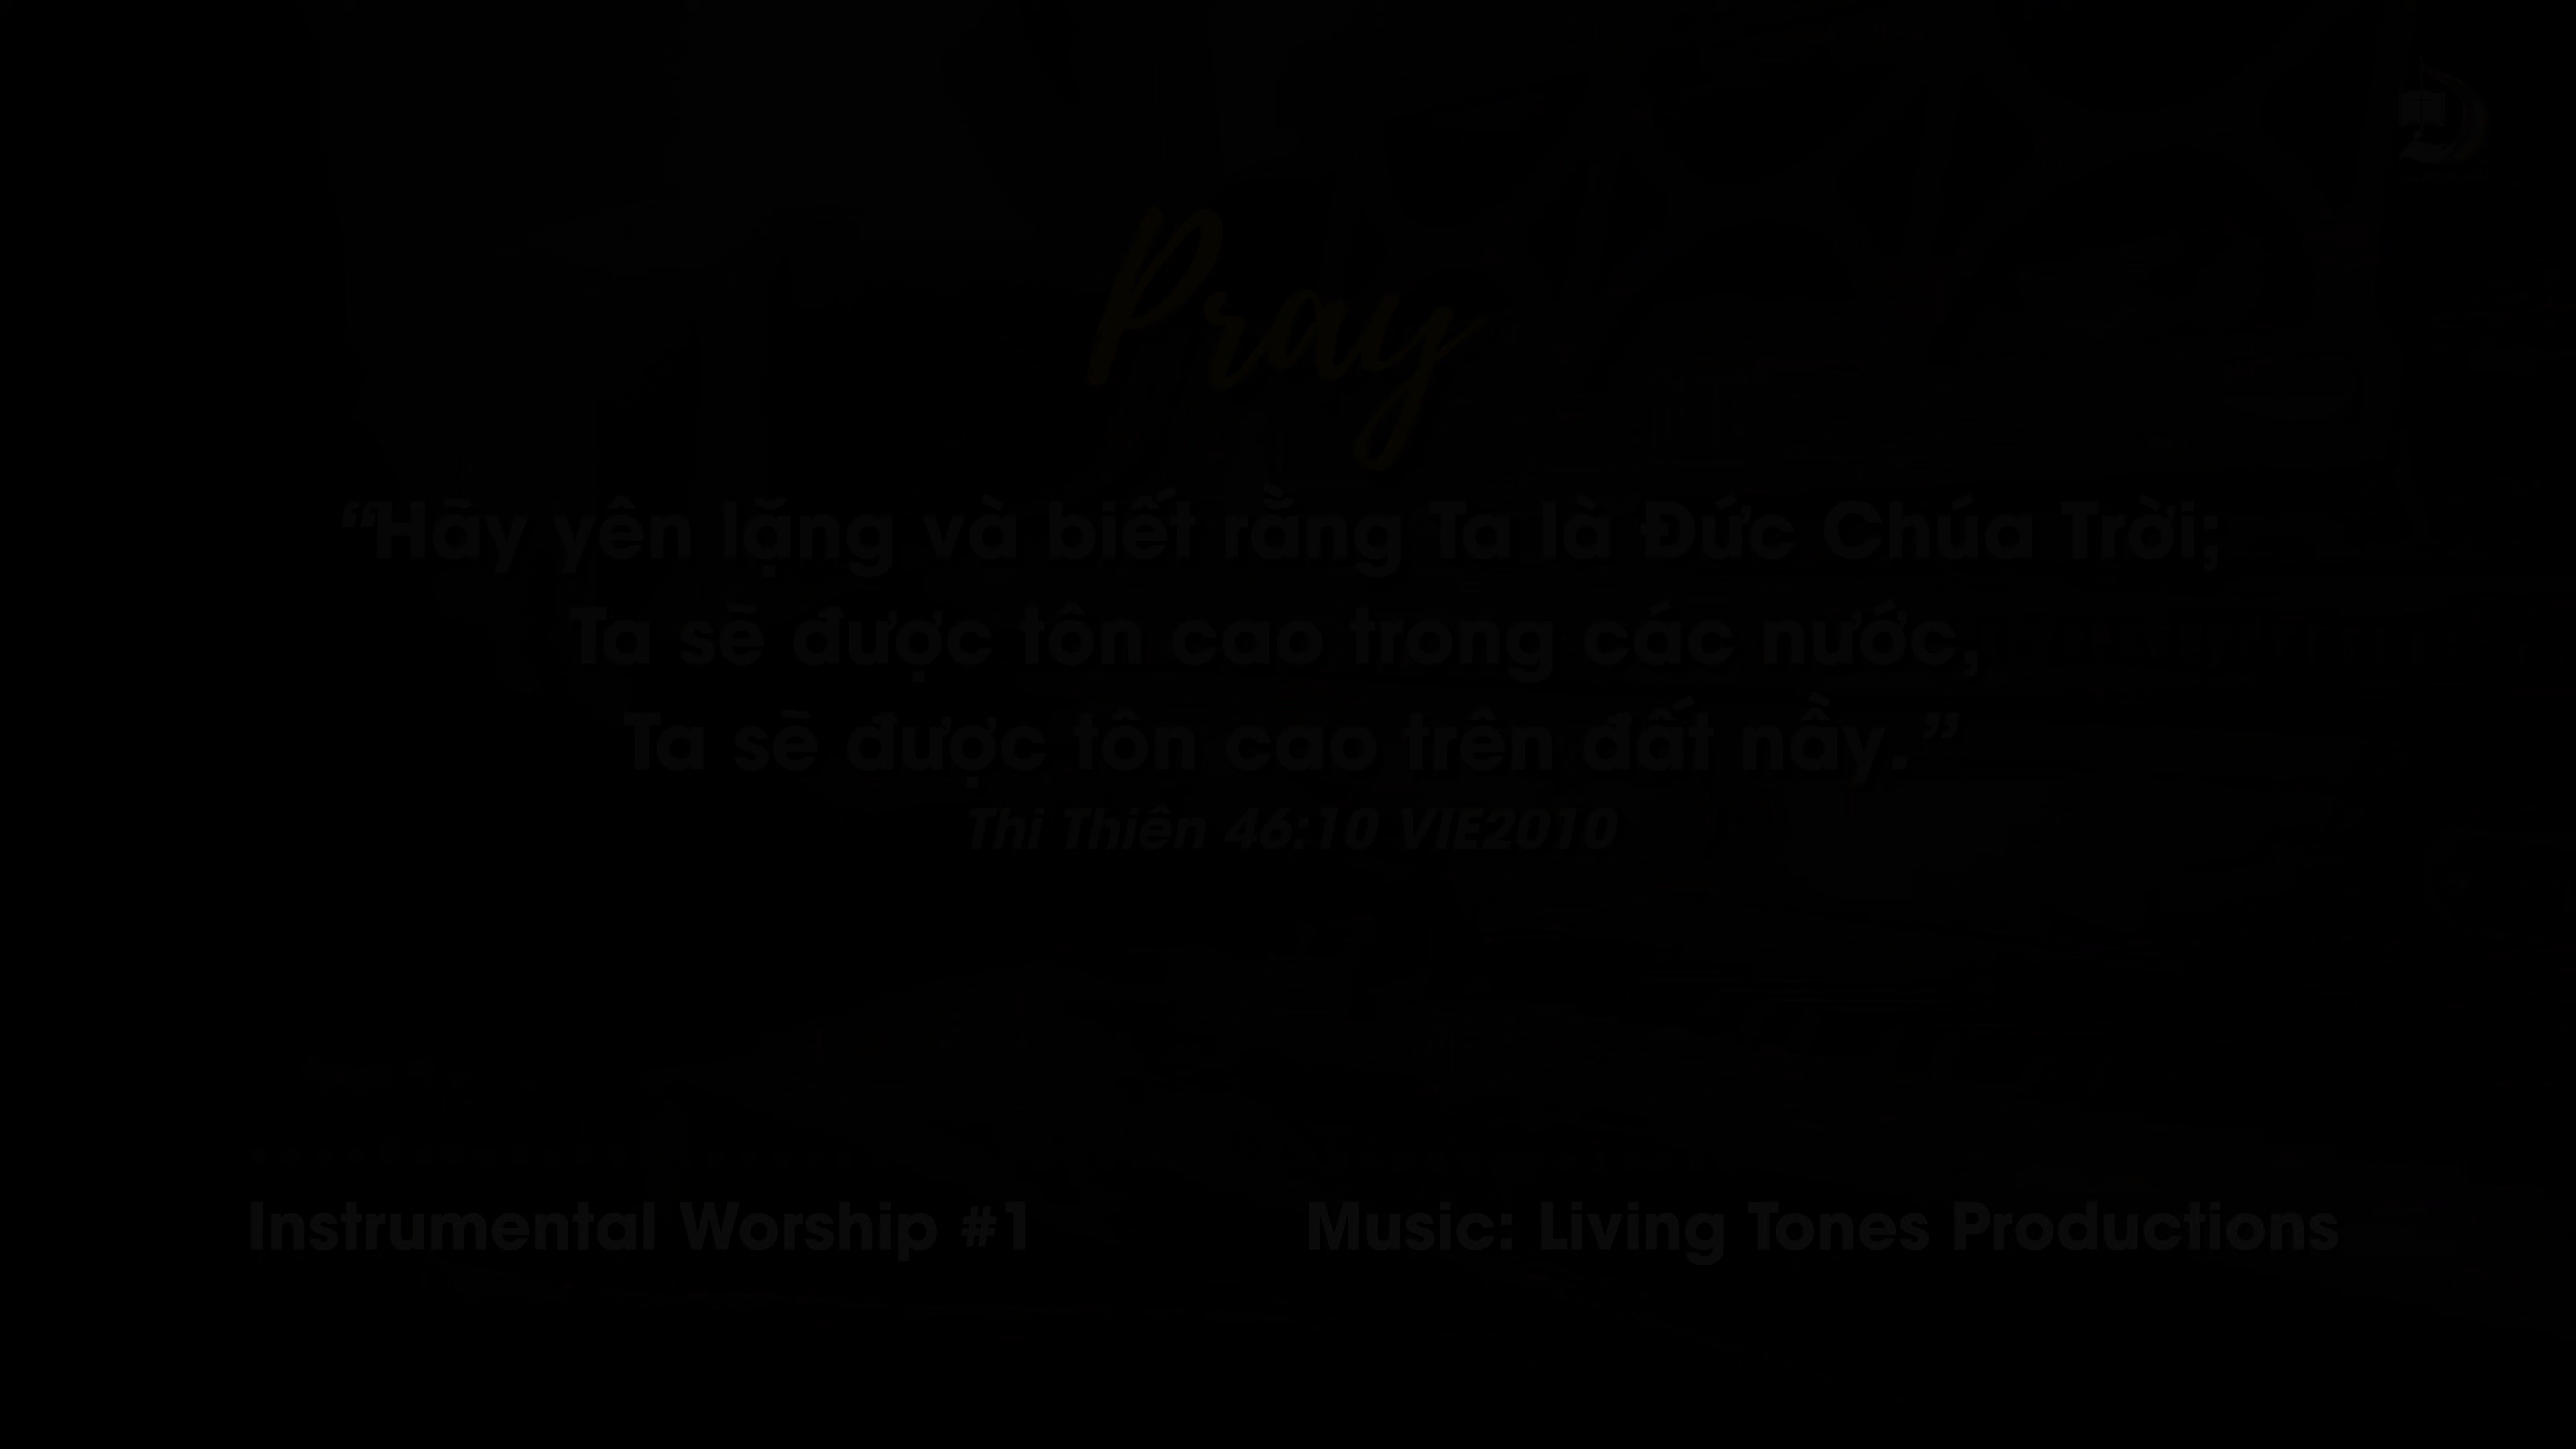 Pray
“Hãy yên lặng và biết rằng Ta là Đức Chúa Trời;
Ta sẽ được tôn cao trong các nước,
Ta sẽ được tôn cao trên đất nầy.”
Thi Thiên 46:10 VIE2010
Instrumental Worship #1
Music: Living Tones Productions